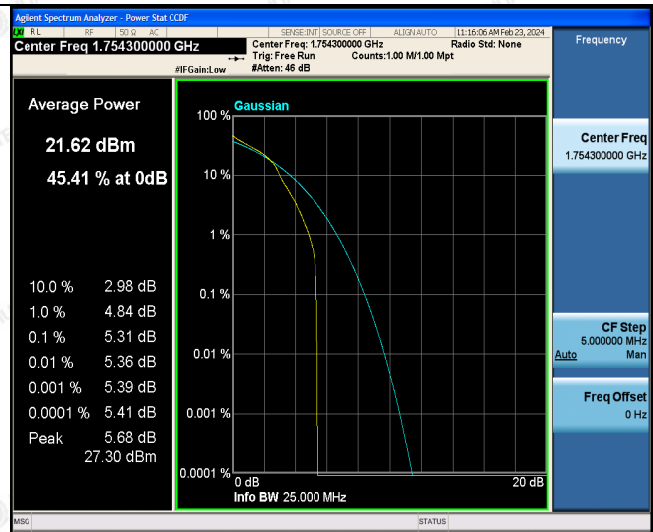 Agilent Spectrum Analyzer - Power Stat CCDF
RL RF 50 Ω AC SENSE:INT SOURCE OFF ALIGN AUTO 11:16:06 AM Feb 23, 2024
Center Freq 1.754300000 GHz
Center Freq: 1.754300000 GHz Radio Std: None
Trig: Free Run Counts:1.00 M/1.00 Mpt
#IFGain:Low #Atten: 46 dB
Average Power
21.62 dBm
45.41 % at 0dB
10.0 % 2.98 dB
1.0 % 4.84 dB
0.1 % 5.31 dB
0.01 % 5.36 dB
0.001 % 5.39 dB
0.0001 % 5.41 dB
Peak 5.68 dB
27.30 dBm
Gaussian
100 %
10 %
1 %
0.1 %
0.01 %
0.001 %
0.0001 %
0 dB 20 dB
Info BW 25.000 MHz
Frequency
Center Freq
1.754300000 GHz
CF Step
5.000000 MHz
Auto Man
Freq Offset
0 Hz
MSG STATUS